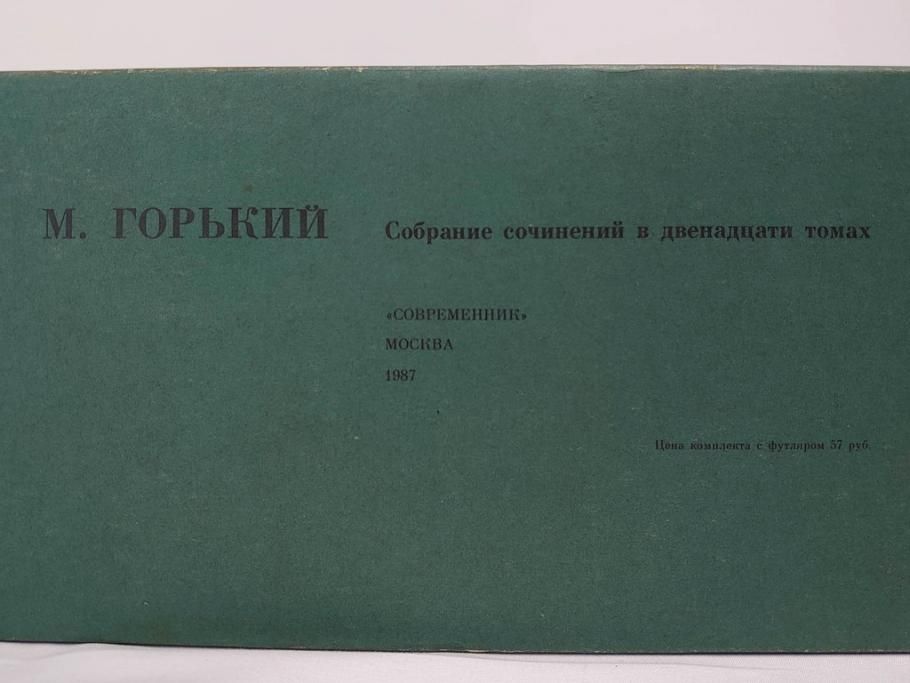 М. ГОРЬКИЙ
Собрание сочинений в двенадцати томах
«СОВРЕМЕННИК»
МОСКВА
1987
Цена комплекта с футляром 57 руб.